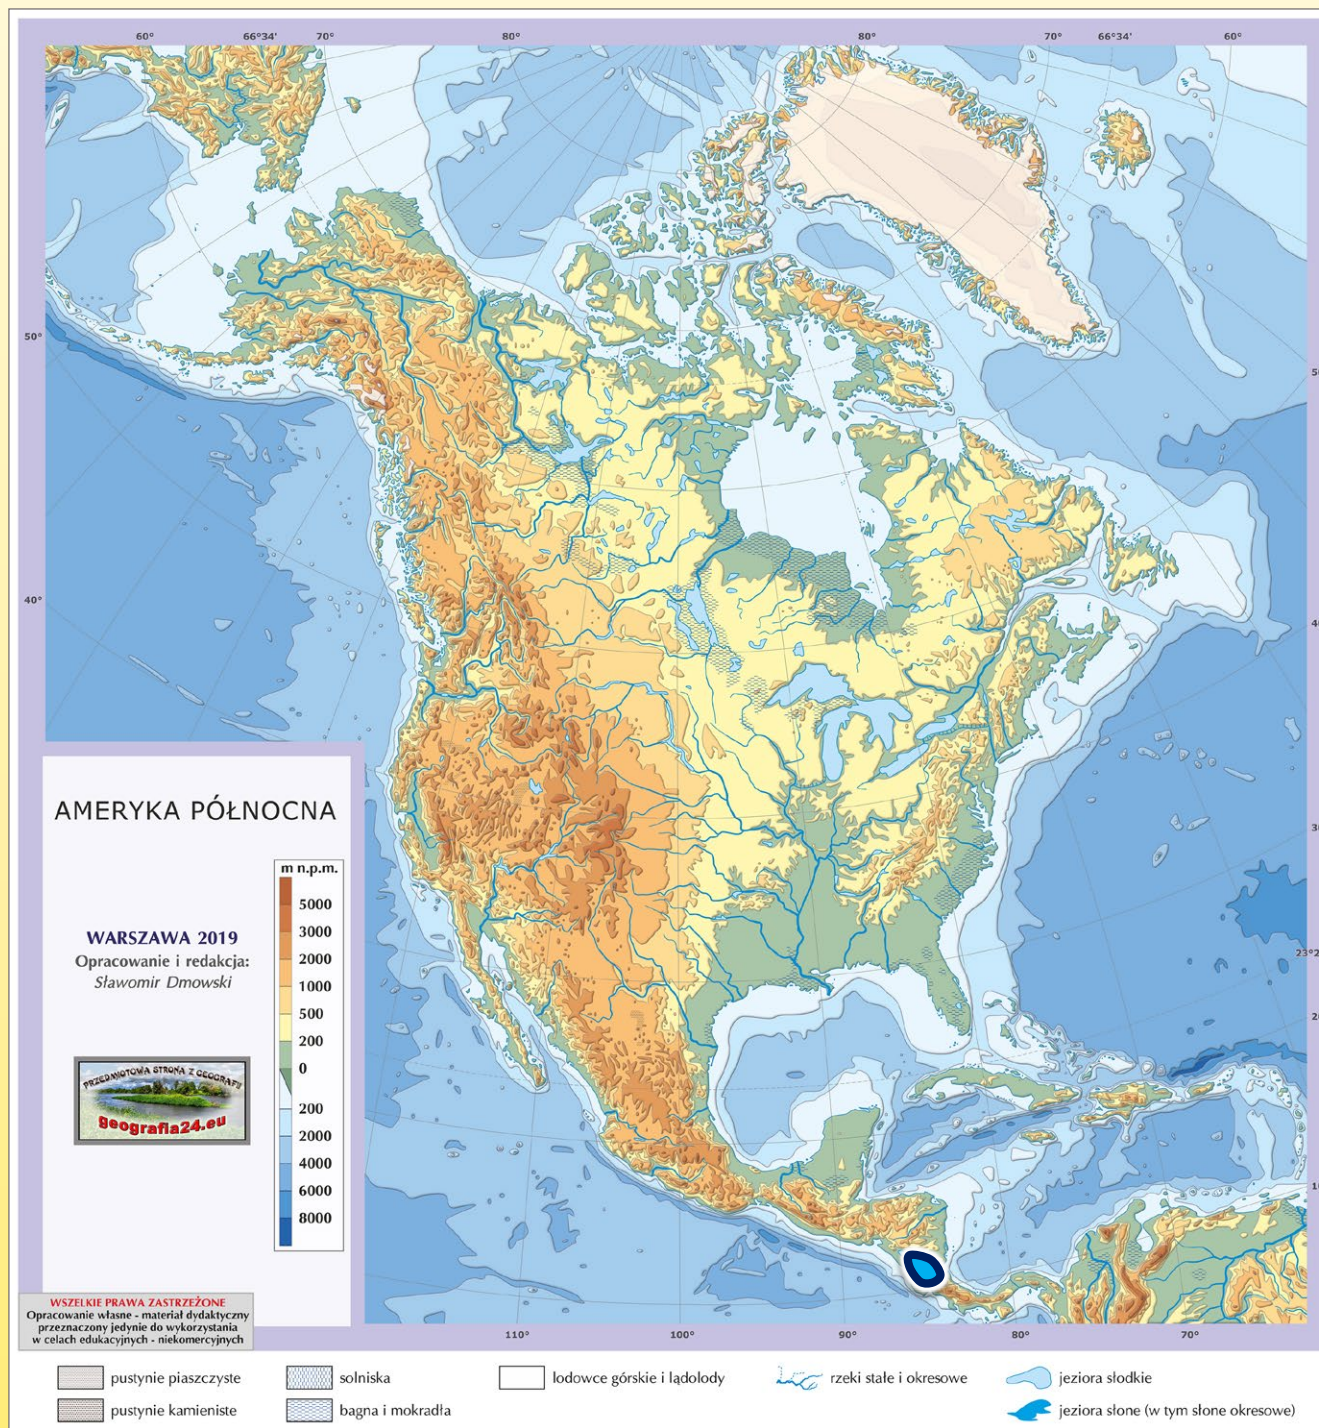 60° 66°34' 70° 80° 80° 70° 66°34' 60°
50°
40°
AMERYKA PÓŁNOCNA
WARSZAWA 2019
Opracowanie i redakcja:
Sławomir Dmowski
PRZEDMIOTOWA STRONA Z GEOGRAFII
geografia24.eu
m n.p.m.
5000
3000
2000
1000
500
200
0
200
2000
4000
6000
8000
WSZELKIE PRAWA ZASTRZEŻONE
Opracowanie własne - materiał dydaktyczny
przeznaczony jedynie do wykorzystania
w celach edukacyjnych - niekomercyjnych
110° 100° 90° 80° 70°
pustynie piaszczyste
solniska
lodowce górskie i lądolody
rzeki stałe i okresowe
jeziora słodkie
pustynie kamieniste
bagna i mokradła
jeziora słone (w tym słone okresowe)